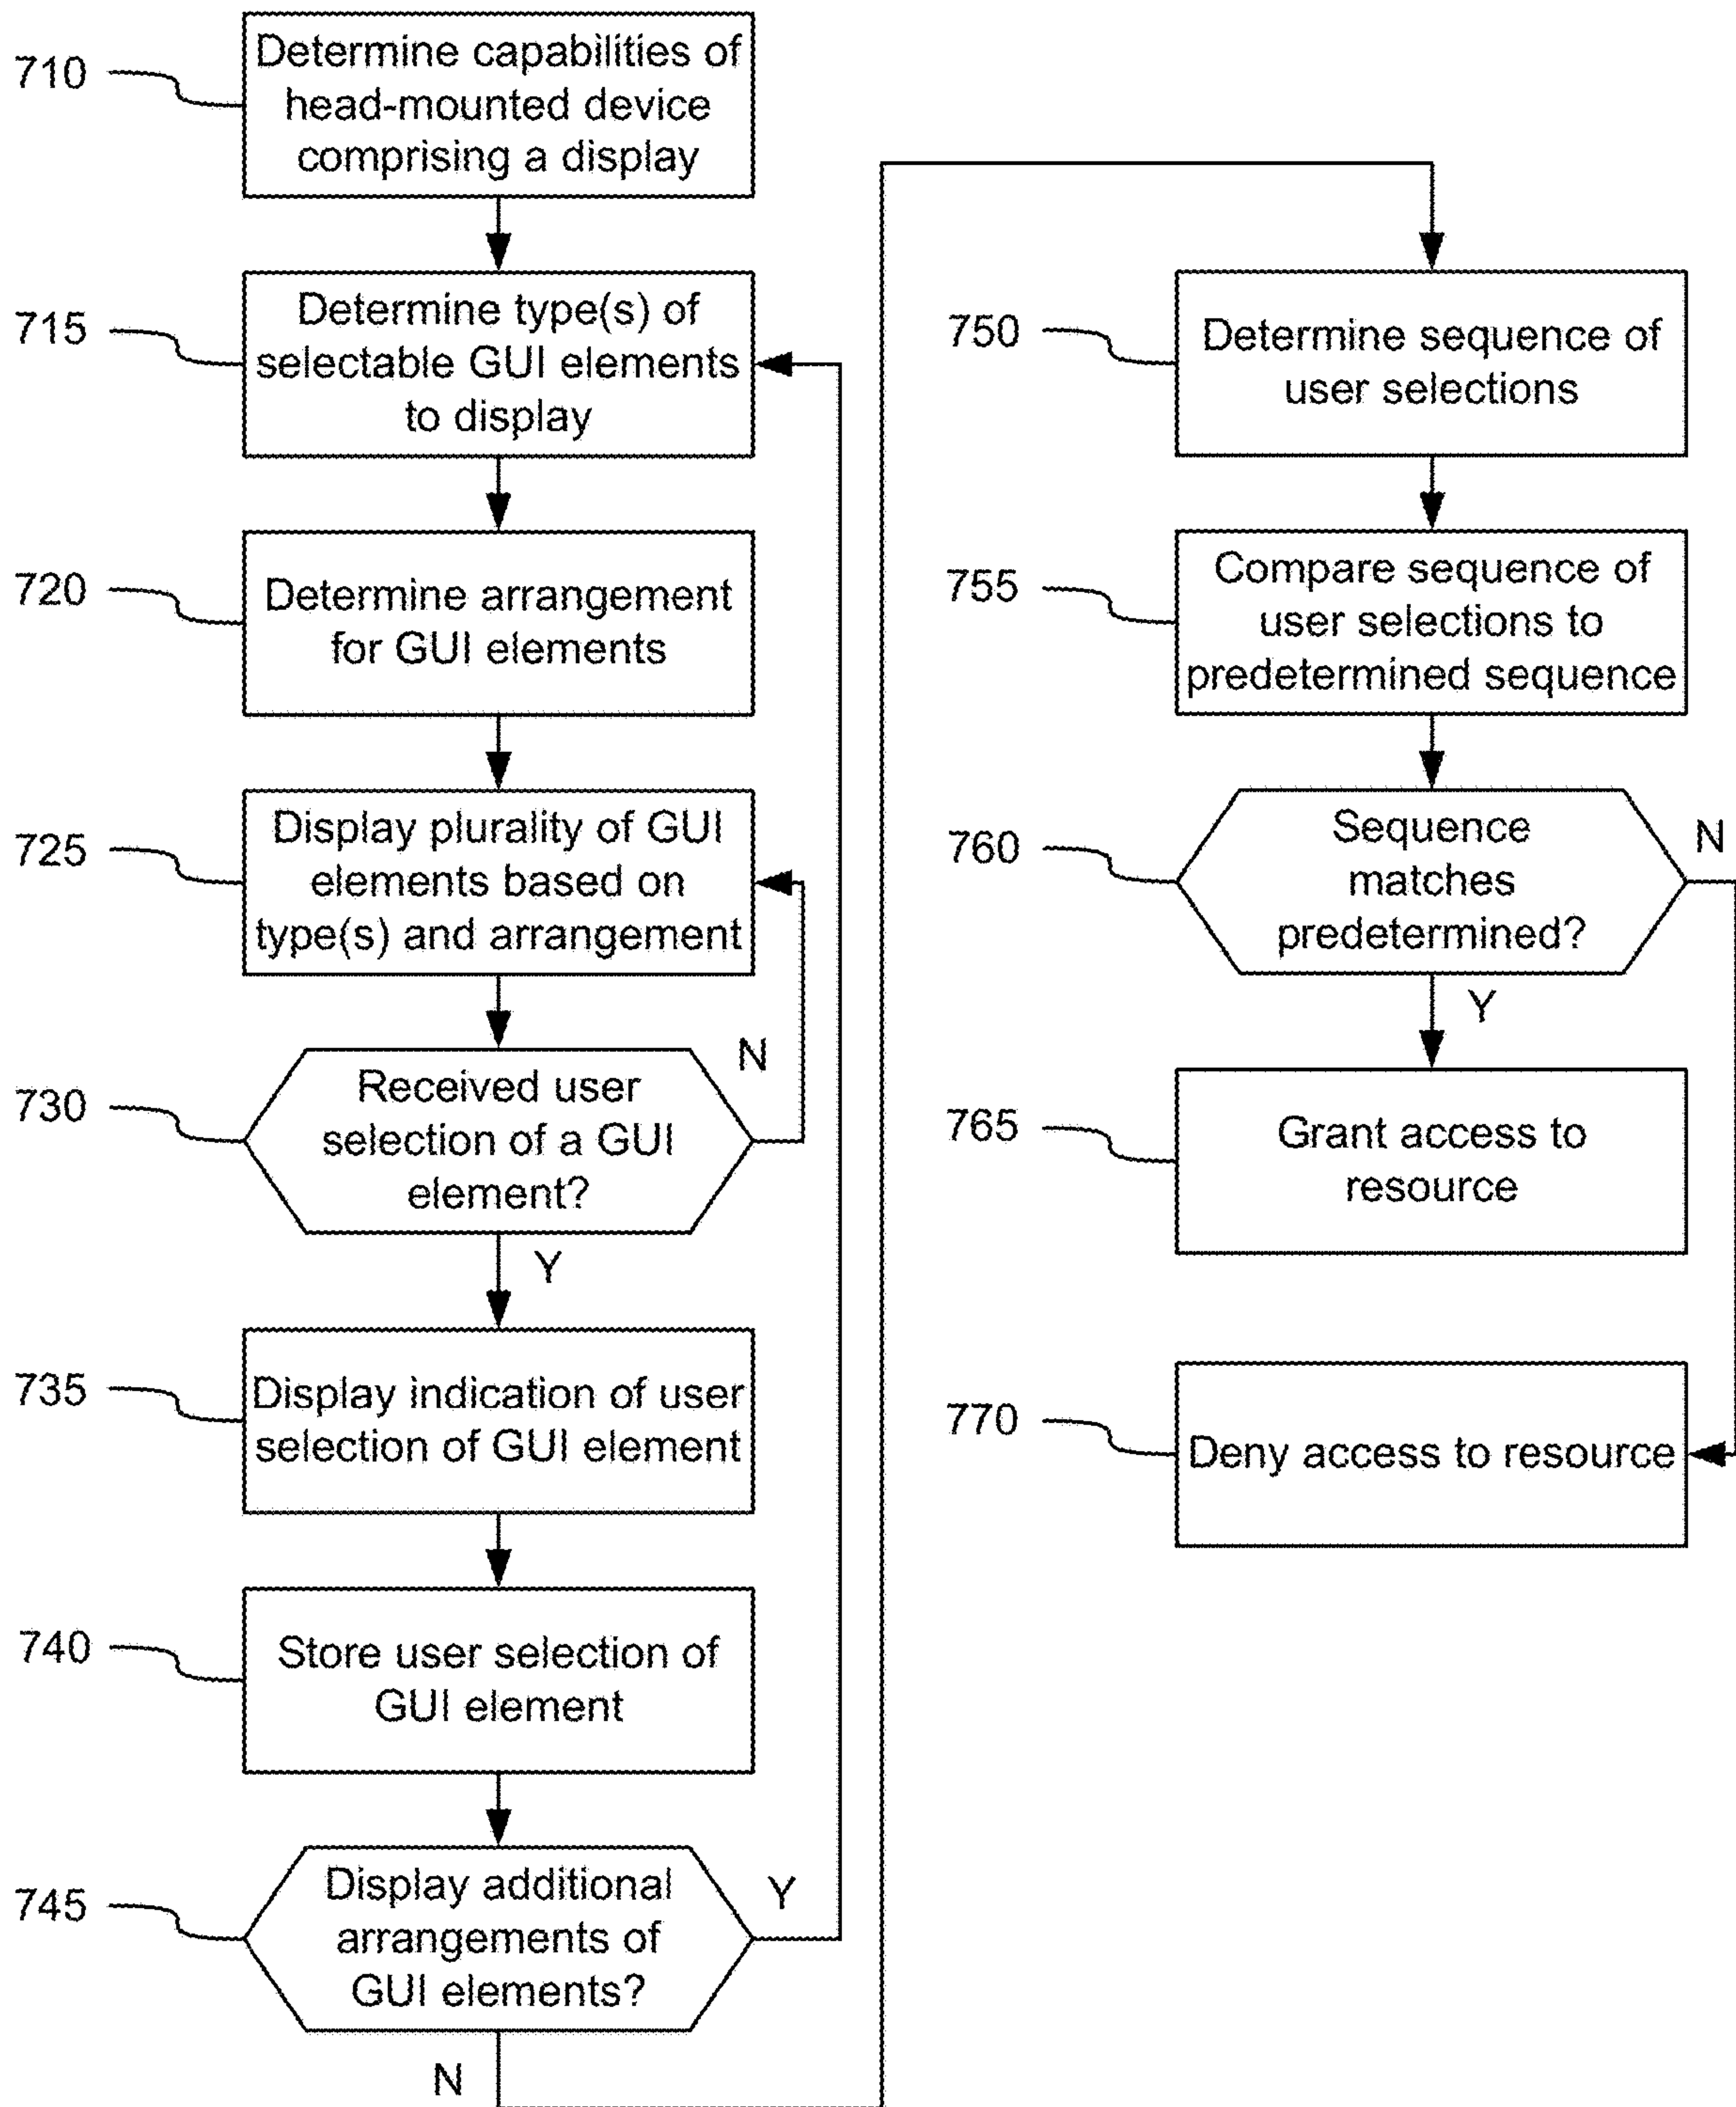 710
Determine capabilities of
head-mounted device
comprising a display
715
Determine type(s) of
selectable GUI elements
to display
720
Determine arrangement
for GUI elements
725
Display plurality of GUI
elements based on
type(s) and arrangement
730
Received user
selection of a GUI
element?
N
Y
735
Display indication of user
selection of GUI element
740
Store user selection of
GUI element
745
Display additional
arrangements of
GUI elements?
Y
N
750
Determine sequence of
user selections
755
Compare sequence of
user selections to
predetermined sequence
760
Sequence
matches
predetermined?
N
Y
765
Grant access to
resource
770
Deny access to resource